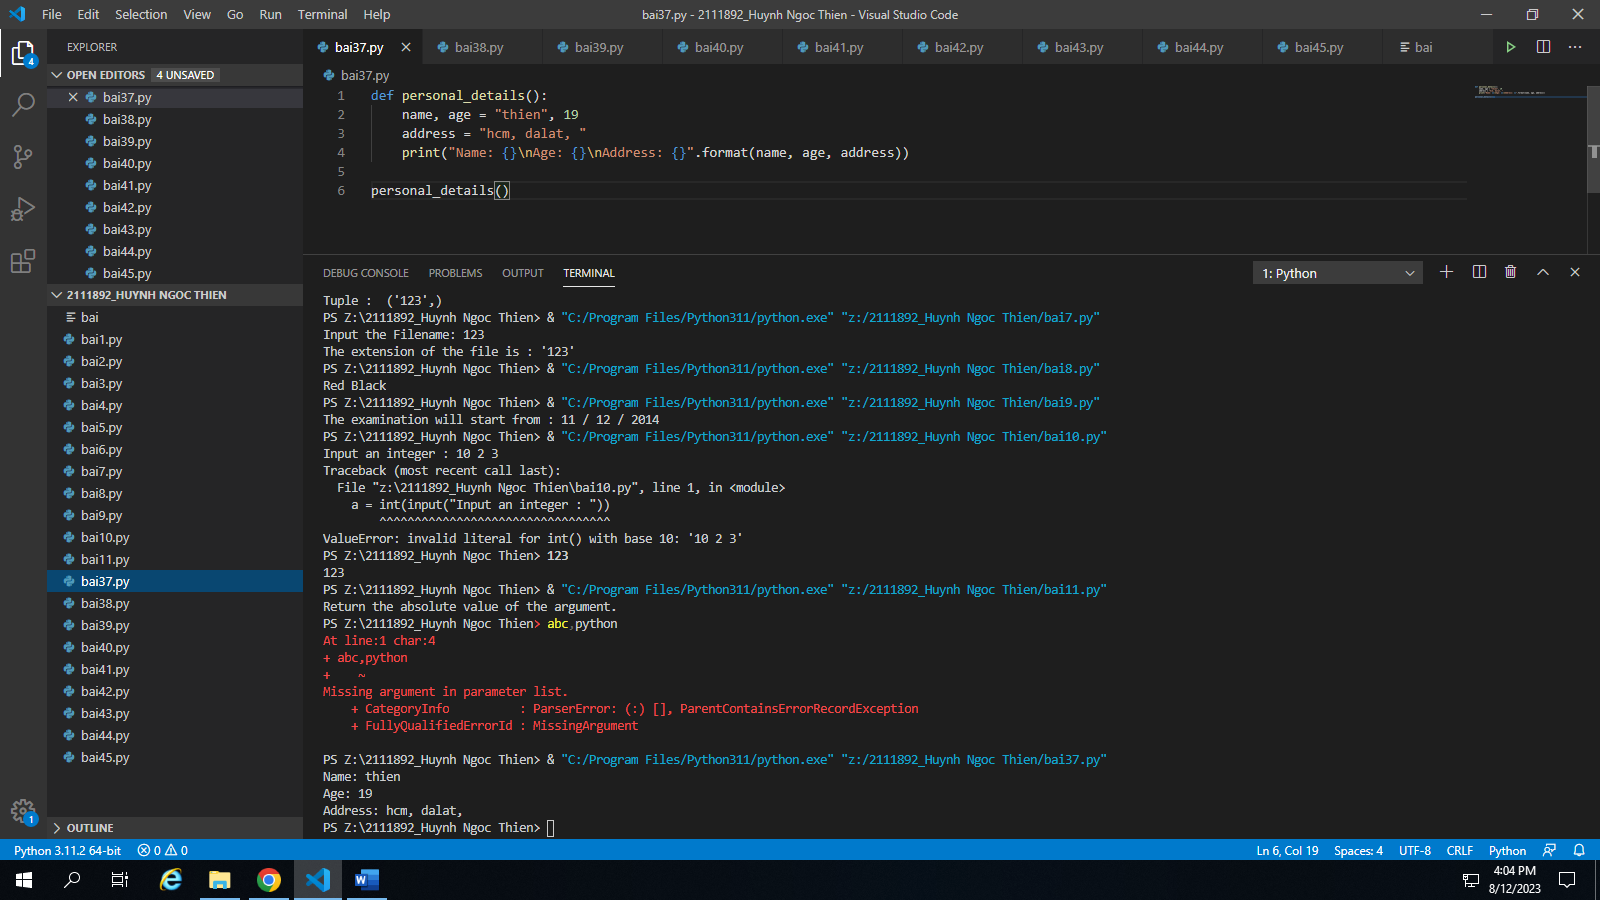 File Edit Selection View Go Run Terminal Help
bai37.py - 2111892_Huynh Ngoc Thien - Visual Studio Code
EXPLORER
OPEN EDITORS 4 UNSAVED
bai37.py
bai38.py
bai39.py
bai40.py
bai41.py
bai42.py
bai43.py
bai44.py
bai45.py
2111892_HUYNH NGOC THIEN
bai
bai1.py
bai2.py
bai3.py
bai4.py
bai5.py
bai6.py
bai7.py
bai8.py
bai9.py
bai10.py
bai11.py
bai37.py
bai38.py
bai39.py
bai40.py
bai41.py
bai42.py
bai43.py
bai44.py
bai45.py
OUTLINE
4
1
bai37.py bai38.py bai39.py bai40.py bai41.py bai42.py bai43.py bai44.py bai45.py bai
bai37.py
1 def personal_details():
2 name, age = "thien", 19
3 address = "hcm, dalat, "
4 print("Name: {}\nAge: {}\nAddress: {}".format(name, age, address))
5
6 personal_details()
DEBUG CONSOLE PROBLEMS OUTPUT TERMINAL
1: Python
Tuple :  ('123',)
PS Z:\2111892_Huynh Ngoc Thien> & "C:/Program Files/Python311/python.exe" "z:/2111892_Huynh Ngoc Thien/bai7.py"
Input the Filename: 123
The extension of the file is : '123'
PS Z:\2111892_Huynh Ngoc Thien> & "C:/Program Files/Python311/python.exe" "z:/2111892_Huynh Ngoc Thien/bai8.py"
Red Black
PS Z:\2111892_Huynh Ngoc Thien> & "C:/Program Files/Python311/python.exe" "z:/2111892_Huynh Ngoc Thien/bai9.py"
The examination will start from : 11 / 12 / 2014
PS Z:\2111892_Huynh Ngoc Thien> & "C:/Program Files/Python311/python.exe" "z:/2111892_Huynh Ngoc Thien/bai10.py"
Input an integer : 10 2 3
Traceback (most recent call last):
File "z:\2111892_Huynh Ngoc Thien\bai10.py", line 1, in <module>
a = int(input("Input an integer : "))
^^^^^^^^^^^^^^^^^^^^^^^^^^^^^^^^^
ValueError: invalid literal for int() with base 10: '10 2 3'
PS Z:\2111892_Huynh Ngoc Thien> 123
123
PS Z:\2111892_Huynh Ngoc Thien> & "C:/Program Files/Python311/python.exe" "z:/2111892_Huynh Ngoc Thien/bai11.py"
Return the absolute value of the argument.
PS Z:\2111892_Huynh Ngoc Thien> abc,python
At line:1 char:4
+ abc,python
+    ~
Missing argument in parameter list.
+ CategoryInfo          : ParserError: (:) [], ParentContainsErrorRecordException
+ FullyQualifiedErrorId : MissingArgument
PS Z:\2111892_Huynh Ngoc Thien> & "C:/Program Files/Python311/python.exe" "z:/2111892_Huynh Ngoc Thien/bai37.py"
Name: thien
Age: 19
Address: hcm, dalat,
PS Z:\2111892_Huynh Ngoc Thien>
Python 3.11.2 64-bit 0 0
Ln 6, Col 19 Spaces: 4 UTF-8 CRLF Python
4:04 PM
8/12/2023